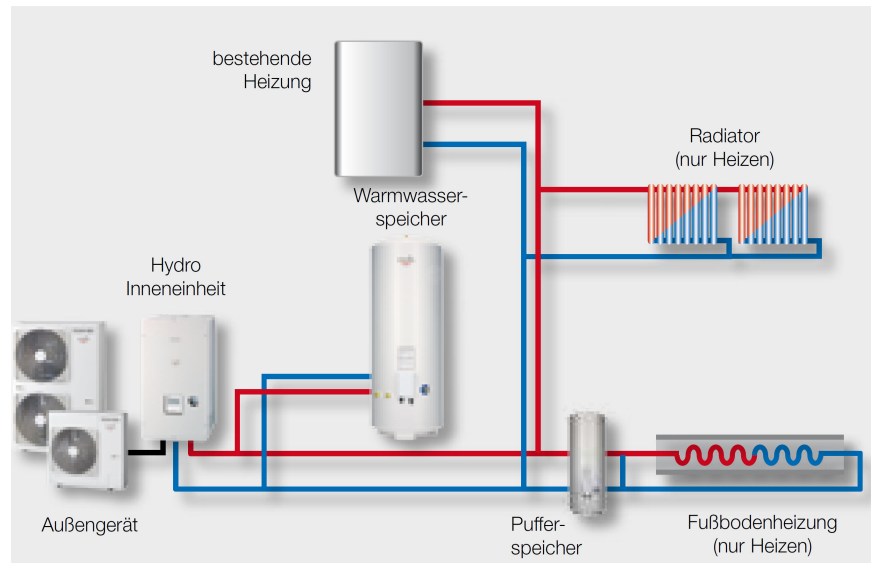 bestehende
Heizung
Radiator
(nur Heizen)
Warmwasser-
speicher
Hydro
Inneneinheit
Außengerät
Puffer-
speicher
Fußbodenheizung
(nur Heizen)